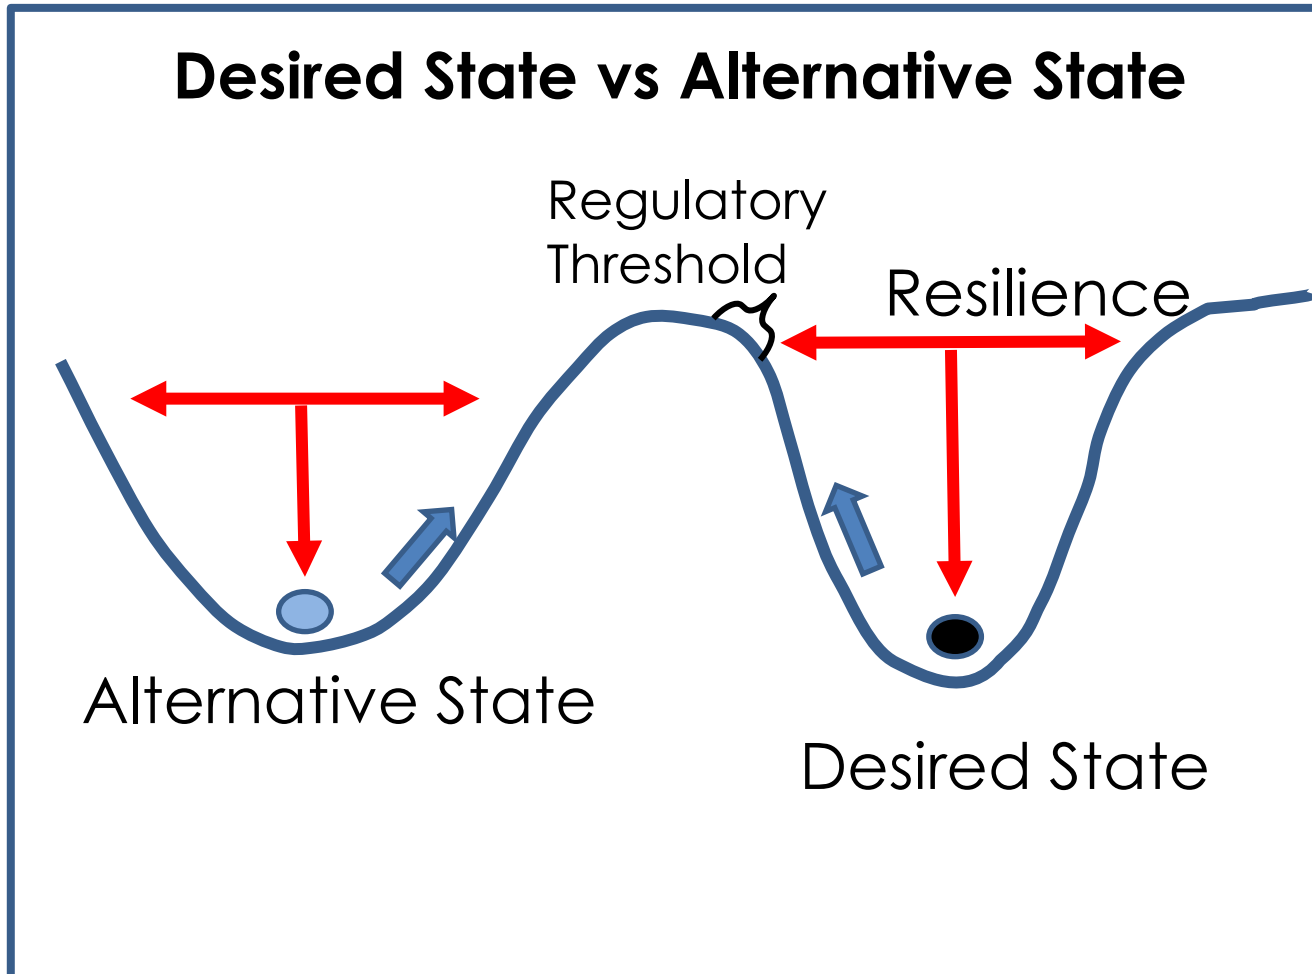 Desired State vs Alternative State
Regulatory
Threshold
Resilience
Alternative State
Desired State